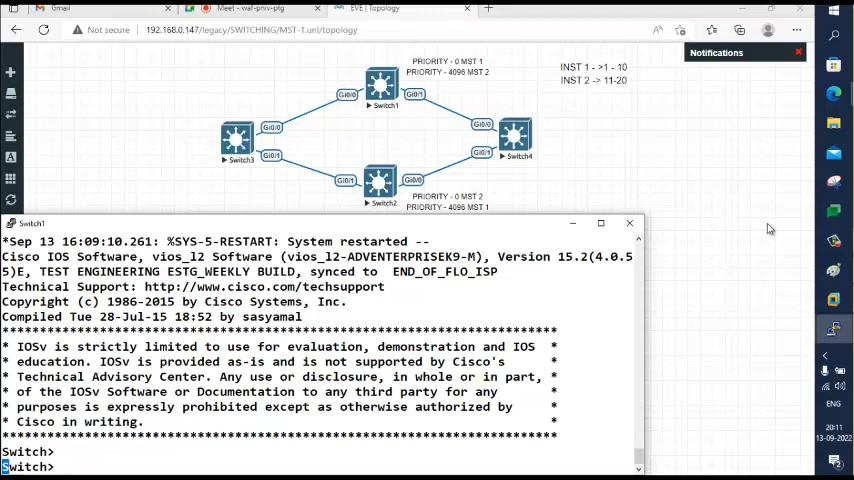 Gmail
Meet - waf-pniv-ptg
EVE | Topology
192.168.0.147/legacy/SWITCHING/MST-1.unl/topology
Notifications
PRIORITY - 0 MST 1
PRIORITY - 4096 MST 2
INST 1 ->1 - 10
INST 2 -> 11-20
Gi0/0
Gi0/1
Switch1
Gi0/0
Gi0/0
Switch3
Switch4
Gi0/1
Gi0/1
Gi0/1
Gi0/0
Switch2
PRIORITY - 0 MST 2
PRIORITY - 4096 MST 1
Switch1
*Sep 13 16:09:10.261: %SYS-5-RESTART: System restarted --
Cisco IOS Software, vios_l2 Software (vios_l2-ADVENTERPRISEK9-M), Version 15.2(4.0.5
5)E, TEST ENGINEERING ESTG_WEEKLY BUILD, synced to  END_OF_FLO_ISP
Technical Support: http://www.cisco.com/techsupport
Copyright (c) 1986-2015 by Cisco Systems, Inc.
Compiled Tue 28-Jul-15 18:52 by sasyamal
**************************************************************************
* IOSv is strictly limited to use for evaluation, demonstration and IOS  *
* education. IOSv is provided as-is and is not supported by Cisco's      *
* Technical Advisory Center. Any use or disclosure, in whole or in part, *
* of the IOSv Software or Documentation to any third party for any       *
* purposes is expressly prohibited except as otherwise authorized by     *
* Cisco in writing.                                                      *
**************************************************************************
Switch>
Switch>
ENG
20:11
13-09-2022
2